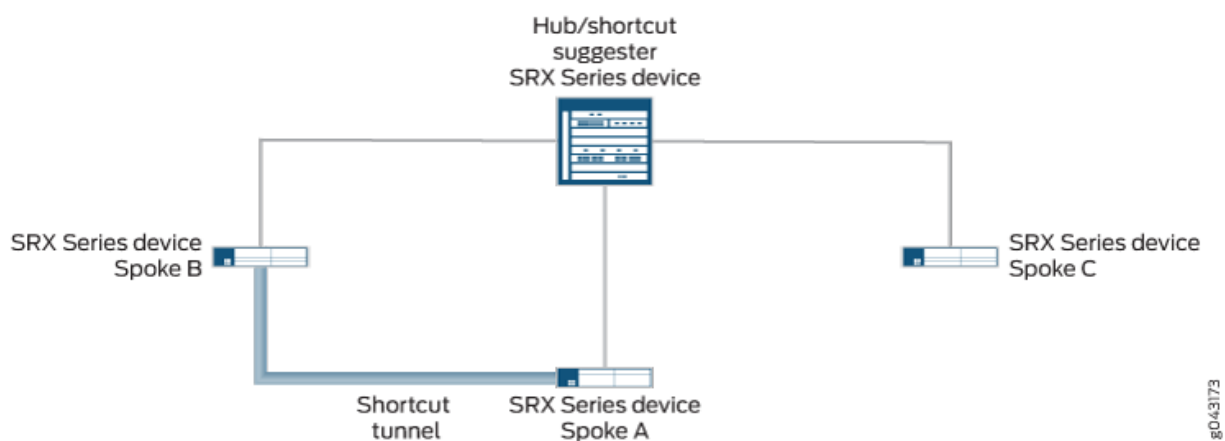 Hub/shortcut
suggester
SRX Series device
SRX Series device
Spoke B
SRX Series device
Spoke C
Shortcut
tunnel
SRX Series device
Spoke A
g043173